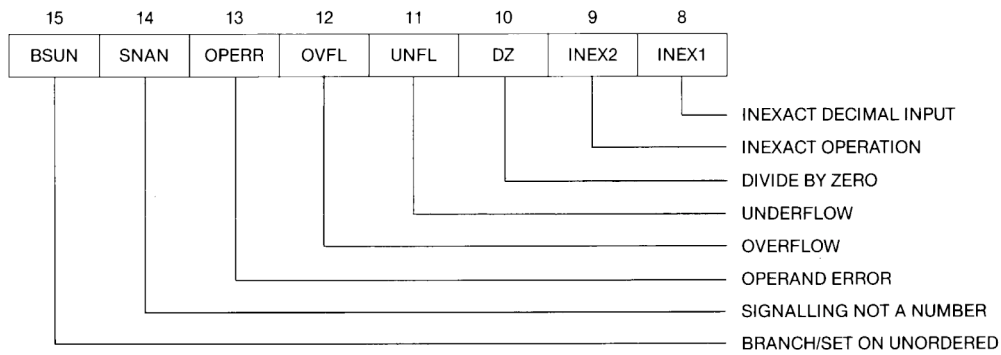 15 14 13 12 11 10 9 8
BSUN SNAN OPERR OVFL UNFL DZ INEX2 INEX1
INEXACT DECIMAL INPUT
INEXACT OPERATION
DIVIDE BY ZERO
UNDERFLOW
OVERFLOW
OPERAND ERROR
SIGNALLING NOT A NUMBER
BRANCH/SET ON UNORDERED